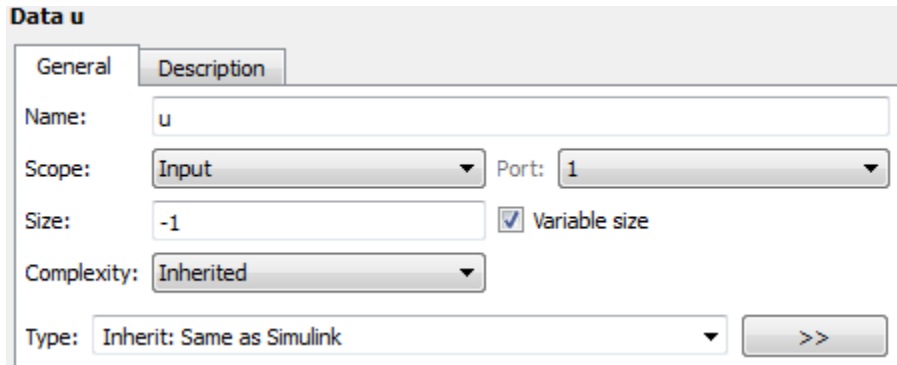 Data u
General Description
Name: u
Scope: Input Port: 1
Size: -1 Variable size
Complexity: Inherited
Type: Inherit: Same as Simulink >>